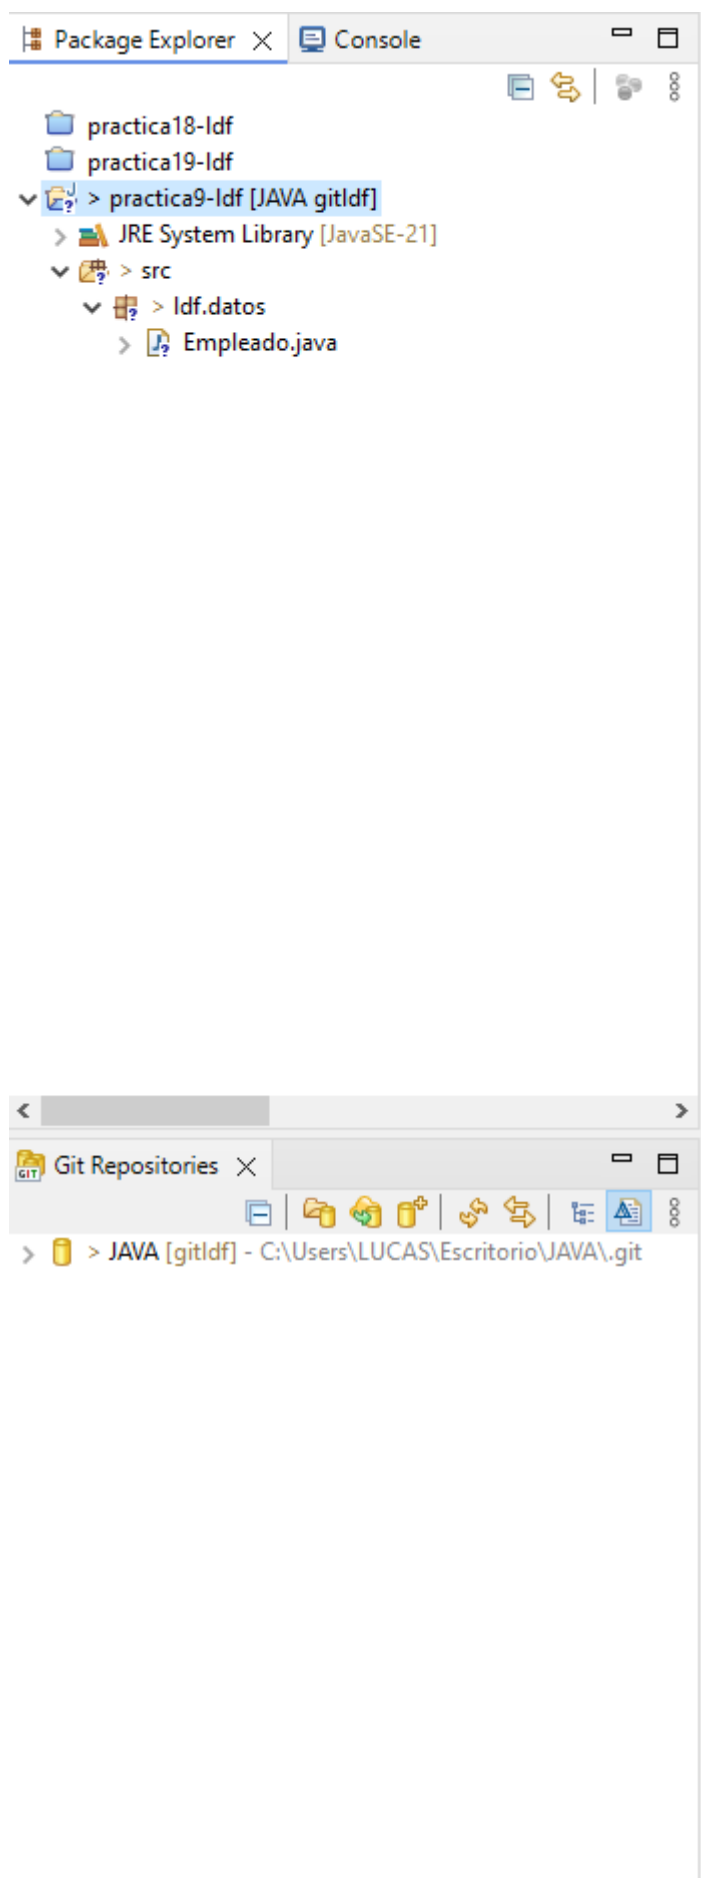 Package Explorer Console
practica18-ldf
practica19-ldf
> practica9-ldf [JAVA gitldf]
JRE System Library [JavaSE-21]
> src
> ldf.datos
Empleado.java
GIT Git Repositories
> JAVA [gitldf] - C:\Users\LUCAS\Escritorio\JAVA\.git